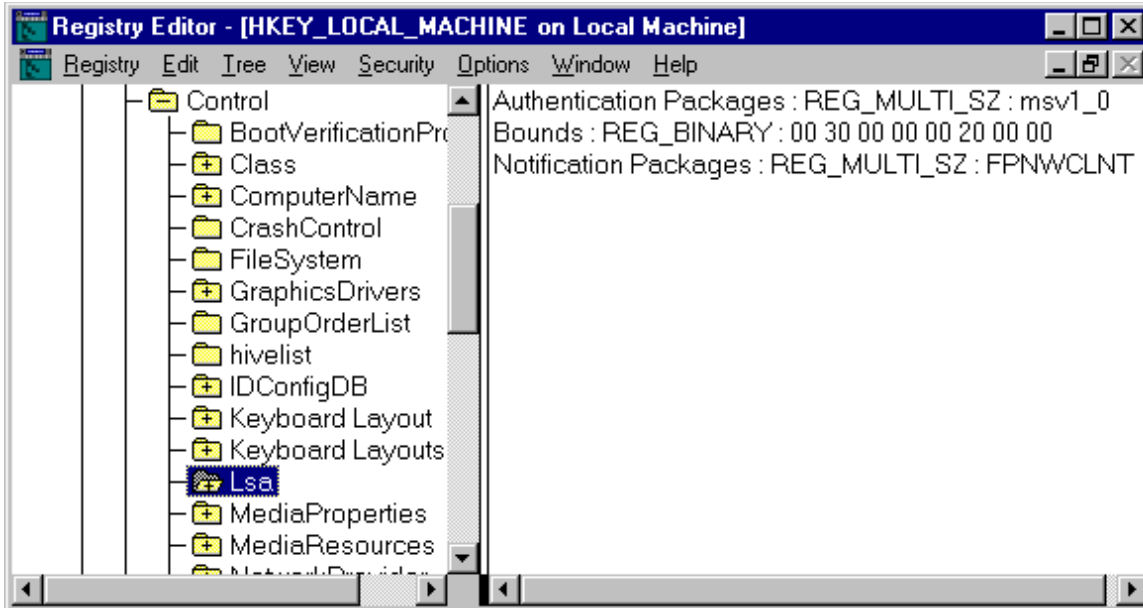 Registry Editor - [HKEY_LOCAL_MACHINE on Local Machine]
Registry Edit Tree View Security Options Window Help
Control
BootVerificationPro
Class
ComputerName
CrashControl
FileSystem
GraphicsDrivers
GroupOrderList
hivelist
IDConfigDB
Keyboard Layout
Keyboard Layouts
Lsa
MediaProperties
MediaResources
Authentication Packages : REG_MULTI_SZ : msv1_0
Bounds : REG_BINARY : 00 30 00 00 00 20 00 00
Notification Packages : REG_MULTI_SZ : FPNWCLNT